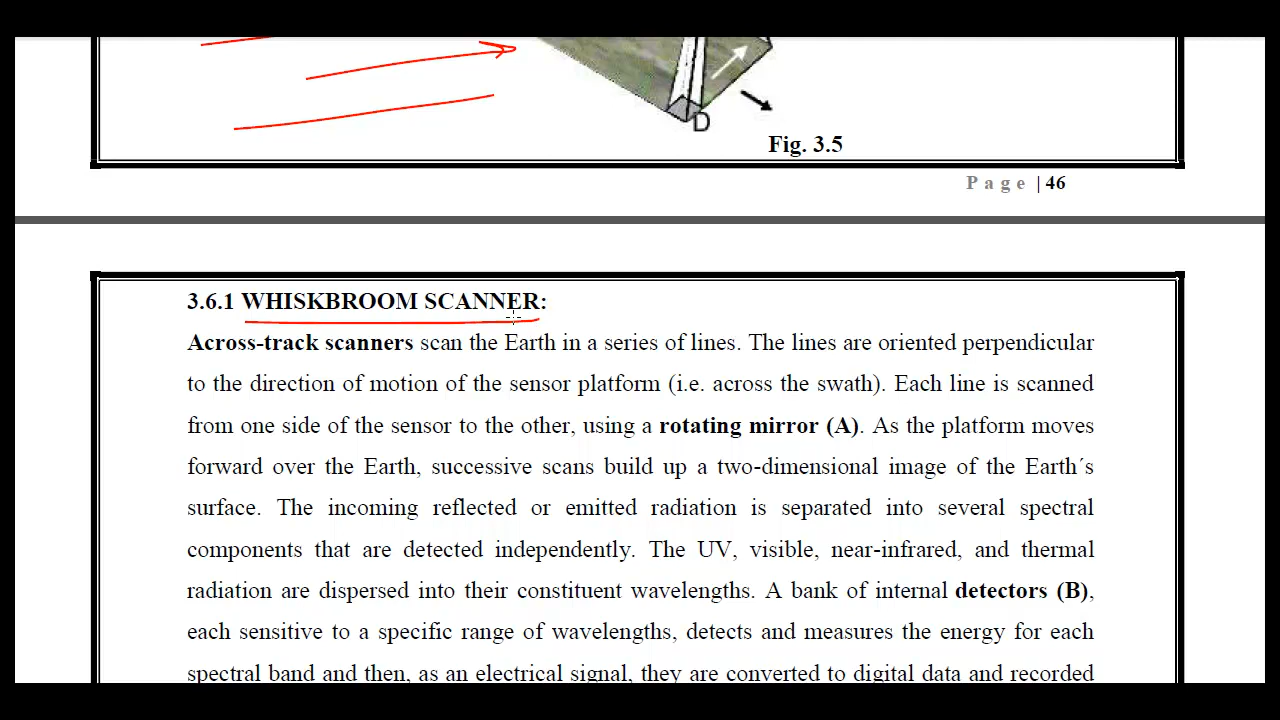 D
Fig. 3.5
Page | 46
3.6.1 WHISKBROOM SCANNER:
Across-track scanners scan the Earth in a series of lines. The lines are oriented perpendicular
to the direction of motion of the sensor platform (i.e. across the swath). Each line is scanned
from one side of the sensor to the other, using a rotating mirror (A). As the platform moves
forward over the Earth, successive scans build up a two-dimensional image of the Earth´s
surface. The incoming reflected or emitted radiation is separated into several spectral
components that are detected independently. The UV, visible, near-infrared, and thermal
radiation are dispersed into their constituent wavelengths. A bank of internal detectors (B),
each sensitive to a specific range of wavelengths, detects and measures the energy for each
spectral band and then, as an electrical signal, they are converted to digital data and recorded